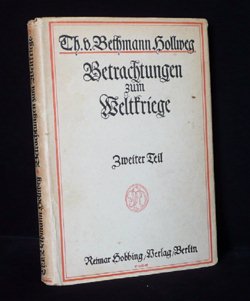 Th. v. Bethmann Hollweg
Betrachtungen
zum
Weltkriege
Zweiter Teil
Reimar Hobbing / Verlag / Berlin